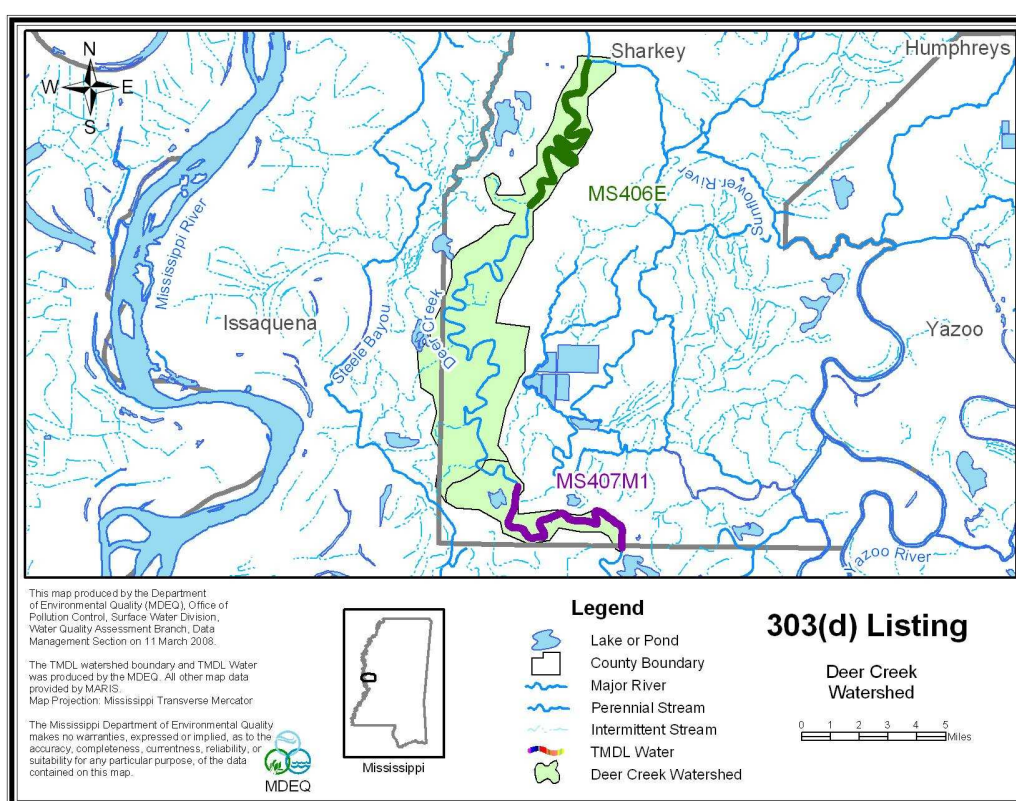 N
W E
S
Sharkey
Humphreys
MS406E
Sunflower River
Mississippi River
Issaquena
Steele Bayou
Deer Creek
Yazoo
MS407M1
Yazoo River
This map produced by the Department
of Environmental Quality (MDEQ), Office of
Pollution Control, Surface Water Division,
Water Quality Assessment Branch, Data
Management Section on 11 March 2008.
The TMDL watershed boundary and TMDL Water
was produced by the MDEQ. All other map data
provided by MARIS.
Map Projection: Mississippi Transverse Mercator
The Mississippi Department of Environmental Quality
makes no warranties, expressed or implied, as to the
accuracy, completeness, currentness, reliability, or
suitability for any particular purpose, of the data
contained on this map.
MDEQ
Mississippi
Legend
Lake or Pond
County Boundary
Major River
Perennial Stream
Intermittent Stream
TMDL Water
Deer Creek Watershed
303(d) Listing
Deer Creek
Watershed
0 1 2 3 4 5
Miles